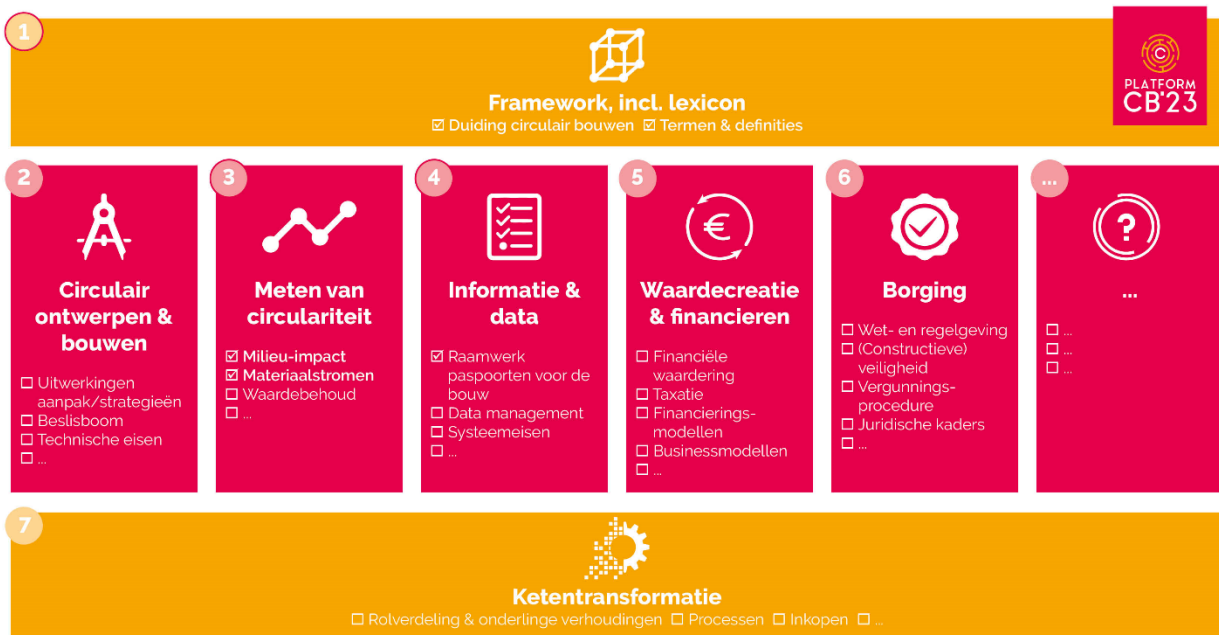 1
Framework, incl. lexicon
☑ Duiding circulair bouwen ☑ Termen & definities
C
PLATFORM
CB'23
2
Circulair
ontwerpen &
bouwen
☐ Uitwerkingen
aanpak/strategieën
☐ Beslisboom
☐ Technische eisen
☐ ...
3
Meten van
circulariteit
☑ Milieu-impact
☑ Materiaalstromen
☐ Waardebehoud
☐ ...
4
Informatie &
data
☑ Raamwerk
paspoorten voor de
bouw
☐ Data management
☐ Systeemeisen
☐ ...
5
€
Waardecreatie
& financieren
☐ Financiële
waardering
☐ Taxatie
☐ Financierings-
modellen
☐ Businessmodellen
☐ ...
6
Borging
☐ Wet- en regelgeving
☐ (Constructieve)
veiligheid
☐ Vergunnings-
procedure
☐ Juridische kaders
☐ ...
...
?
...
☐ ...
☐ ...
☐ ...
7
Ketentransformatie
☐ Rolverdeling & onderlinge verhoudingen ☐ Processen ☐ Inkopen ☐ ...